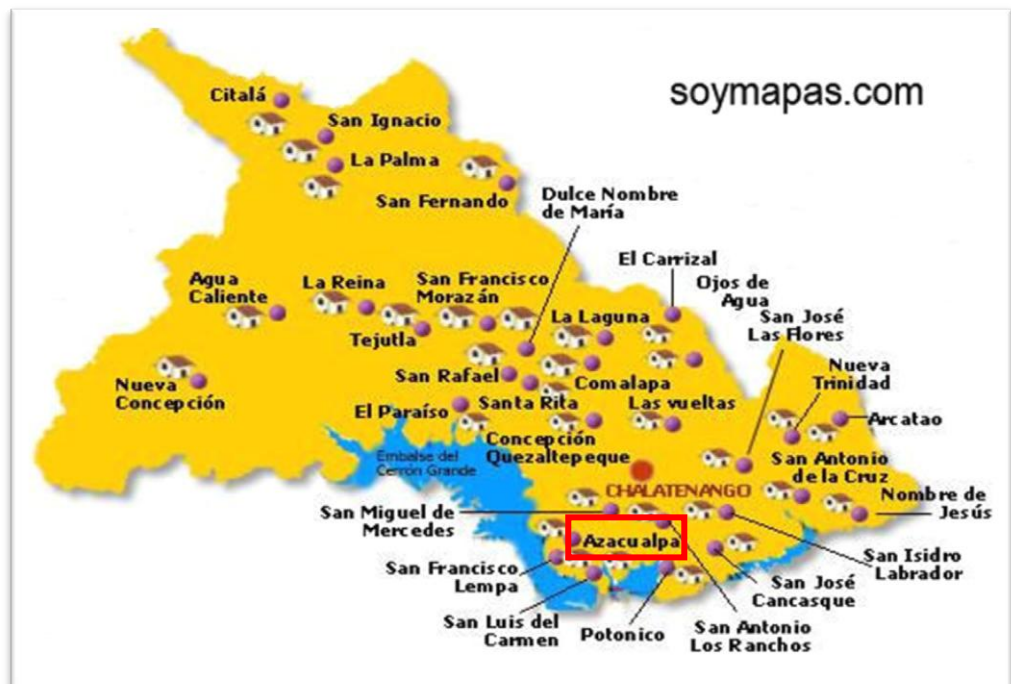 soymapas.com
Citalá
San Ignacio
La Palma
San Fernando
Dulce Nombre
de María
El Carrizal
Ojos de
Agua
San José
Las Flores
Nueva
Trinidad
Arcatao
Agua
Caliente
La Reina
San Francisco
Morazán
Tejutla
La Laguna
Nueva
Concepción
San Rafael
Comalapa
El Paraíso
Santa Rita
Las vueltas
Concepción
Quezaltepeque
Embalse del
Cerrón Grande
CHALATENANGO
San Antonio
de la Cruz
Nombre de
Jesús
San Miguel de
Mercedes
Azacualpa
San Isidro
Labrador
San Francisco
Lempa
San José
Cancasque
San Luis del
Carmen
Potonico
San Antonio
Los Ranchos